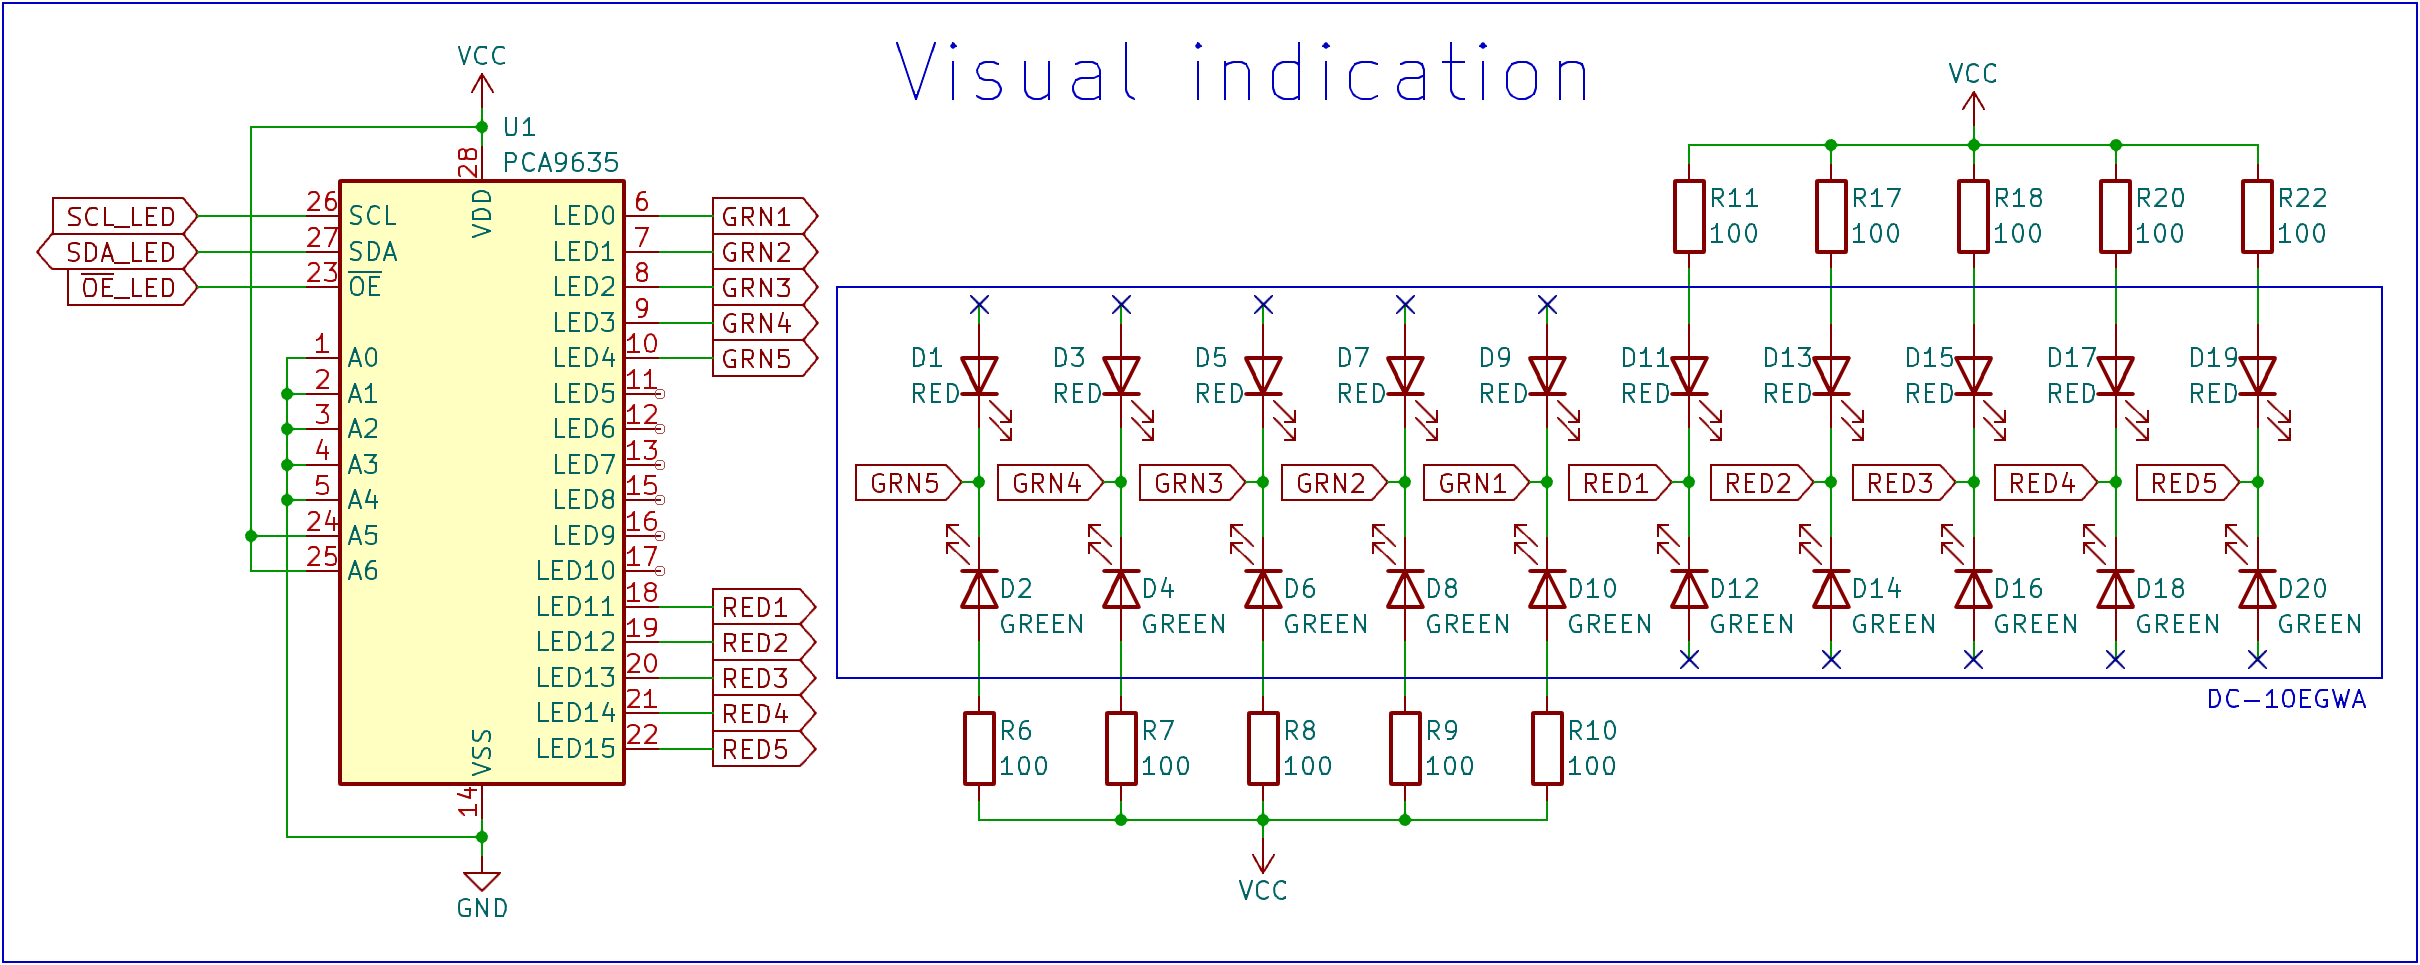 Visual indication
VCC
U1
PCA9635
28
VDD
SCL_LED
26
SCL
SDA_LED
27
SDA
OE_LED
23
OE
1
A0
2
A1
3
A2
4
A3
5
A4
24
A5
25
A6
LED0
6
GRN1
LED1
7
GRN2
LED2
8
GRN3
LED3
9
GRN4
LED4
10
GRN5
LED5
11
LED6
12
LED7
13
LED8
15
LED9
16
LED10
17
LED11
18
RED1
LED12
19
RED2
LED13
20
RED3
LED14
21
RED4
LED15
22
RED5
VSS
14
GND
VCC
R11
100
R17
100
R18
100
R20
100
R22
100
D1
RED
D3
RED
D5
RED
D7
RED
D9
RED
D11
RED
D13
RED
D15
RED
D17
RED
D19
RED
GRN5
GRN4
GRN3
GRN2
GRN1
RED1
RED2
RED3
RED4
RED5
D2
GREEN
D4
GREEN
D6
GREEN
D8
GREEN
D10
GREEN
D12
GREEN
D14
GREEN
D16
GREEN
D18
GREEN
D20
GREEN
DC-10EGWA
R6
100
R7
100
R8
100
R9
100
R10
100
VCC